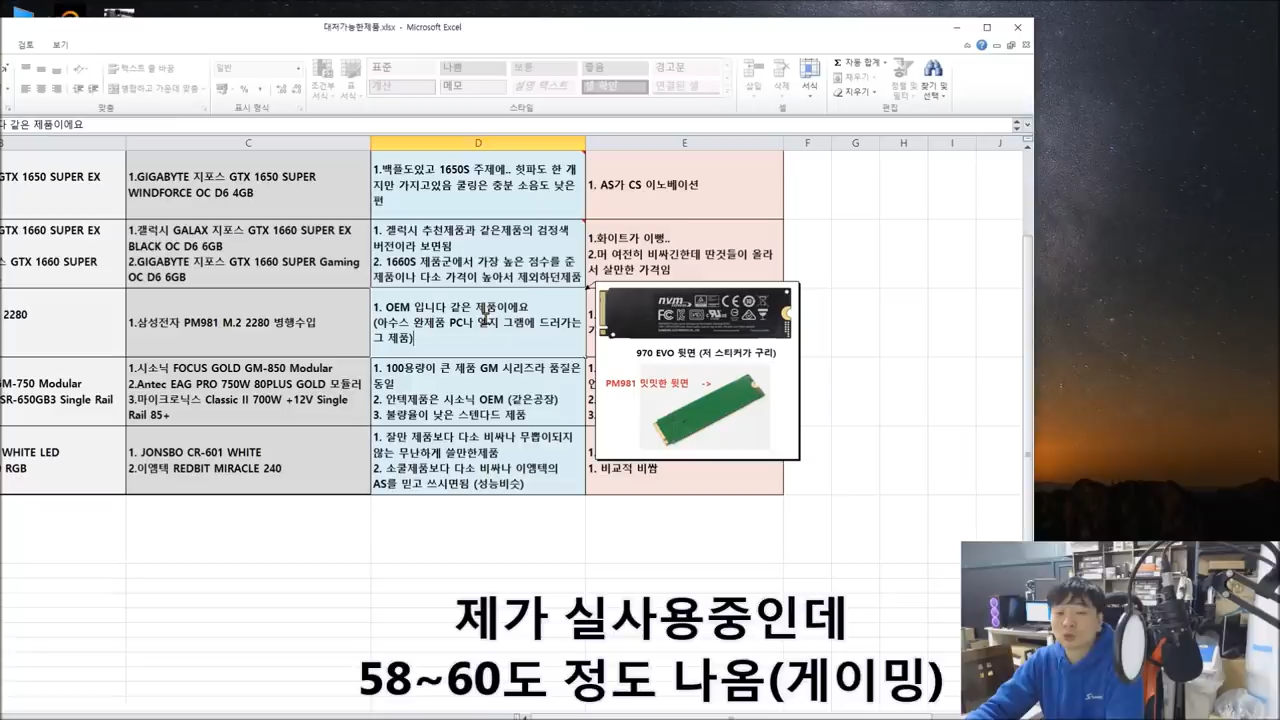 대저가능한제품.xlsx - Microsoft Excel
검토 보기
텍스트 줄 바꿈
일반
조건부 서식
표 서식
표준 나쁨 보통 좋음 경고문
계산 메모 설명 텍스트 셀 확인 연결된 셀
삽입 삭제 서식
자동 합계
채우기
지우기
정렬 및 필터
찾기 및 선택
병합하고 가운데 맞춤
맞춤 표시 형식 스타일 셀 편집
다 같은 제품이에요
C D E F G H I J
GTX 1650 SUPER EX
1.GIGABYTE 지포스 GTX 1650 SUPER
WINDFORCE OC D6 4GB
1.백플도있고 1650S 주제에.. 헛파도 한 개
지만 가지고있음 쿨링은 중분 소음도 낮은
편
1. AS가 CS 이노베이션
GTX 1660 SUPER EX
GTX 1660 SUPER
1.갤럭시 GALAX 지포스 GTX 1660 SUPER EX
BLACK OC D6 6GB
2.GIGABYTE 지포스 GTX 1660 SUPER Gaming
OC D6 6GB
1. 겔럭시 추천제품과 같은제품의 검정색
버전이라 보면됨
2. 1660S 제품군에서 가장 높은 점수를 준
제품이나 다소 가격이 높아서 제외하던제품
1.화이트가 이뻥..
2.머 여전히 비싸긴한데 딴것들이 올라
서 살만한 가격임
2280
1.삼성전자 PM981 M.2 2280 병행수입
1. OEM 입니다 같은 제품이에요
(아수스 완제품 PC나 엘지 그램에 드러가는
그 제품)
970 EVO 뒷면 (저 스티커가 구리)
PM981 밋밋한 뒷면 ->
nvm
EXPRESS
GM-750 Modular
SR-650GB3 Single Rail
1.시소닉 FOCUS GOLD GM-850 Modular
2.Antec EAG PRO 750W 80PLUS GOLD 모듈러
3.마이크로닉스 Classic II 700W +12V Single
Rail 85+
1. 100용량이 큰 제품 GM 시리즈라 품질은
동일
2. 안텍제품은 시소닉 OEM (같은공장)
3. 불량율이 낮은 스텐다드 제품
WHITE LED
RGB
1. JONSBO CR-601 WHITE
2.이엠텍 REDBIT MIRACLE 240
1. 잘만 제품보다 다소 비싸나 무뽑이되지
않는 무난하게 쓸만한제품
2. 소쿨제품보다 다소 비싸나 이엠텍의
AS를 믿고 쓰시면됨 (성능비슷)
1. 비교적 비쌈
제가 실사용중인데
58~60도 정도 나옴(게이밍)